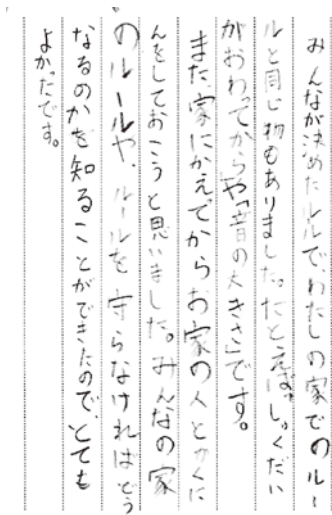 みんなが決めたルルで、わたしの家でのルー
ルと同じ物もありました。たとえば、しょくだい
がおわってからや「音の大きさ」です。
また家にかえてからお家の人とかくに
んをしておこうと思いました。みんなの家
のルールや、ルールを守らなければどう
なるのかを知ることができたので、とても
よかったです。